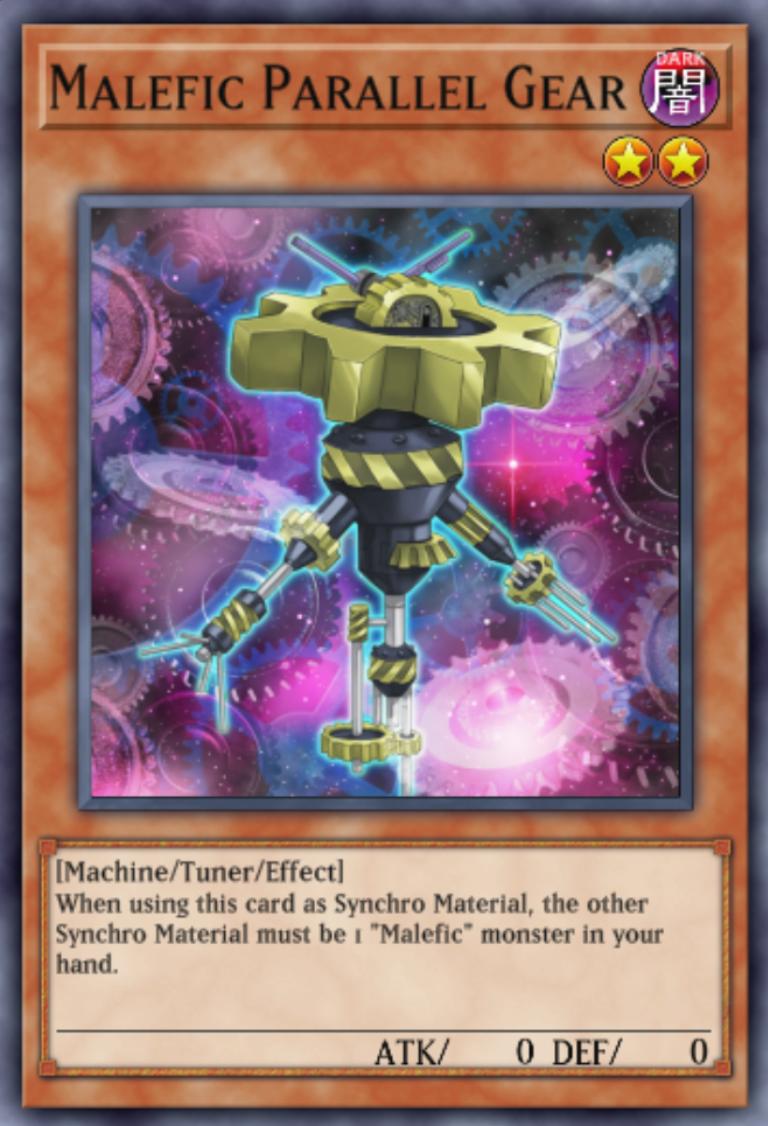 MALEFIC PARALLEL GEAR
DARK
闇
[Machine/Tuner/Effect]
When using this card as Synchro Material, the other
Synchro Material must be 1 "Malefic" monster in your
hand.
ATK/ 0 DEF/ 0